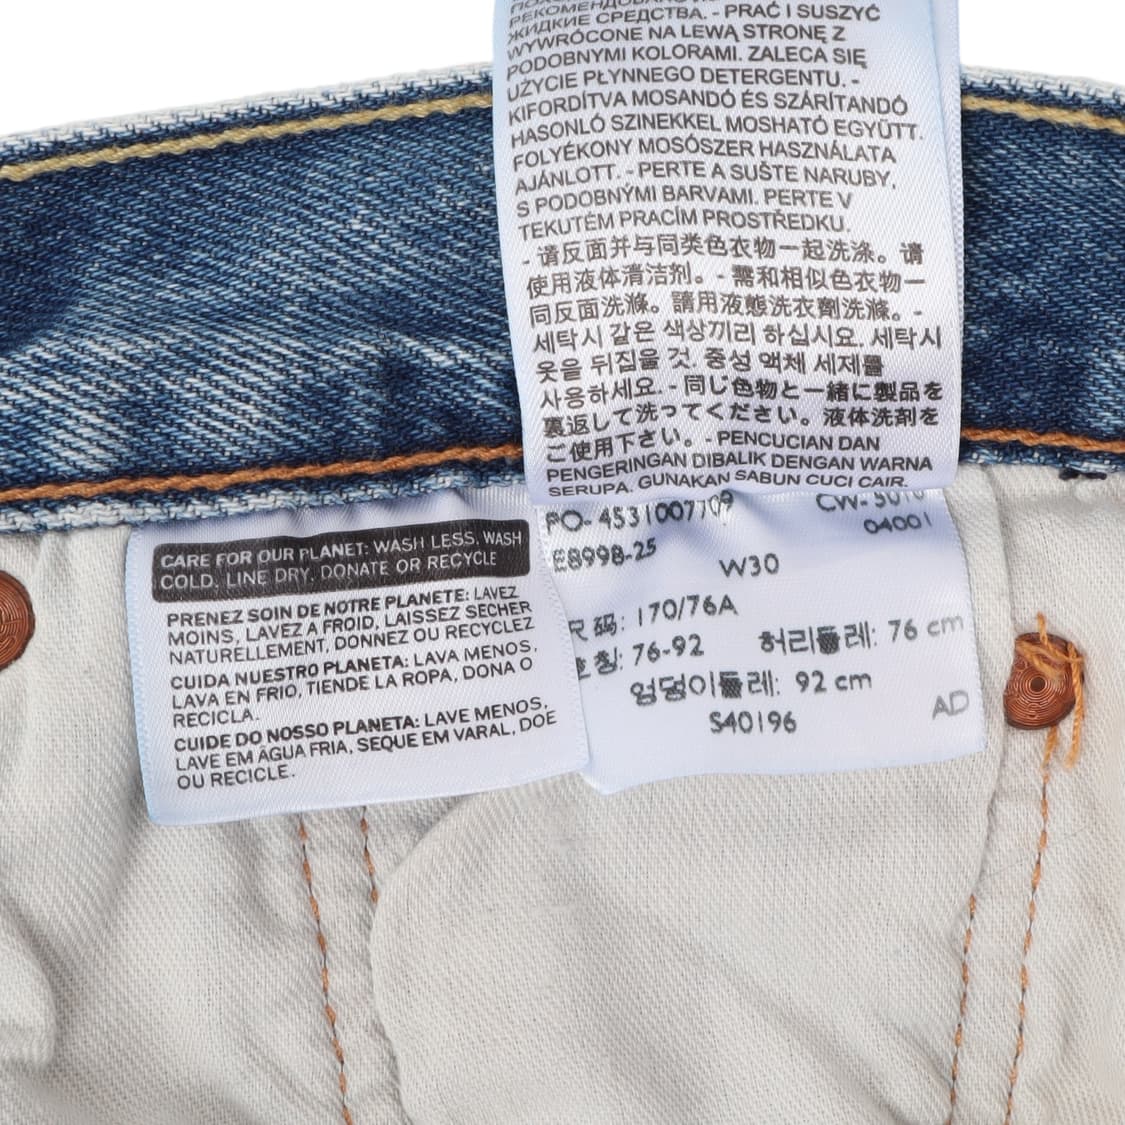 РЕКОМЕНДОВАНО
ЖИДКИЕ СРЕДСТВА. - PRAĆ I SUSZYĆ
WYWRÓCONE NA LEWĄ STRONĘ Z
PODOBNYMI KOLORAMI. ZALECA SIĘ
UŻYCIE PŁYNNEGO DETERGENTU. -
KIFORDÍTVA MOSANDÓ ÉS SZÁRÍTANDÓ
HASONLÓ SZINEKKEL MOSHATÓ EGYÜTT.
FOLYÉKONY MOSÓSZER HASZNÁLATA
AJÁNLOTT. - PERTE A SUŠTE NARUBY,
S PODOBNÝMI BARVAMI. PERTE V
TEKUTÉM PRACÍM PROSTŘEDKU.
- 请反面并与同类色衣物一起洗涤。请
使用液体清洁剂。- 需和相似色衣物一
同反面洗滌。請用液態洗衣劑洗滌。-
세탁시 같은 색상끼리 하십시요. 세탁시
옷을 뒤집을 것. 중성 액체 세제를
사용하세요. - 同じ色物と一緒に製品を
裏返して洗ってください。液体洗剤を
ご使用下さい。- PENCUCIAN DAN
PENGERINGAN DIBALIK DENGAN WARNA
SERUPA. GUNAKAN SABUN CUCI CAIR.
CARE FOR OUR PLANET: WASH LESS, WASH
COLD, LINE DRY, DONATE OR RECYCLE
PRENEZ SOIN DE NOTRE PLANETE: LAVEZ
MOINS, LAVEZ A FROID, LAISSEZ SECHER
NATURELLEMENT, DONNEZ OU RECYCLEZ
CUIDA NUESTRO PLANETA: LAVA MENOS,
LAVA EN FRIO, TIENDE LA ROPA, DONA O
RECICLA.
CUIDE DO NOSSO PLANETA: LAVE MENOS,
LAVE EM ÁGUA FRIA, SEQUE EM VARAL, DOE
OU RECICLE.
PO- 4531007709 CW-
04001
E8998-25
W30
尺码: 170/76A
호칭: 76-92 허리둘레: 76 cm
엉덩이둘레: 92 cm
S40196
AD